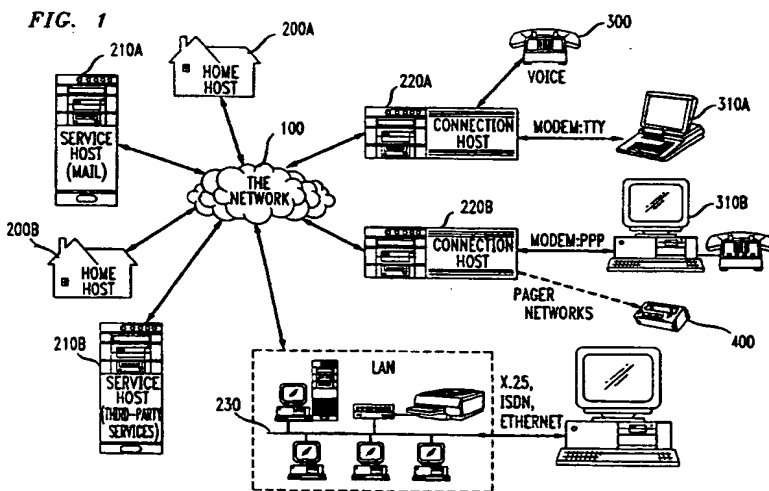 FIG. 1
210A
200A
HOME
HOST
SERVICE
HOST
(MAIL)
100
THE
NETWORK
220A
CONNECTION
HOST
300
VOICE
MODEM:TTY
310A
220B
CONNECTION
HOST
MODEM:PPP
310B
PAGER
NETWORKS
400
200B
HOME
HOST
210B
SERVICE
HOST
(THIRD-PARTY
SERVICES)
LAN
230
X.25,
ISDN,
ETHERNET